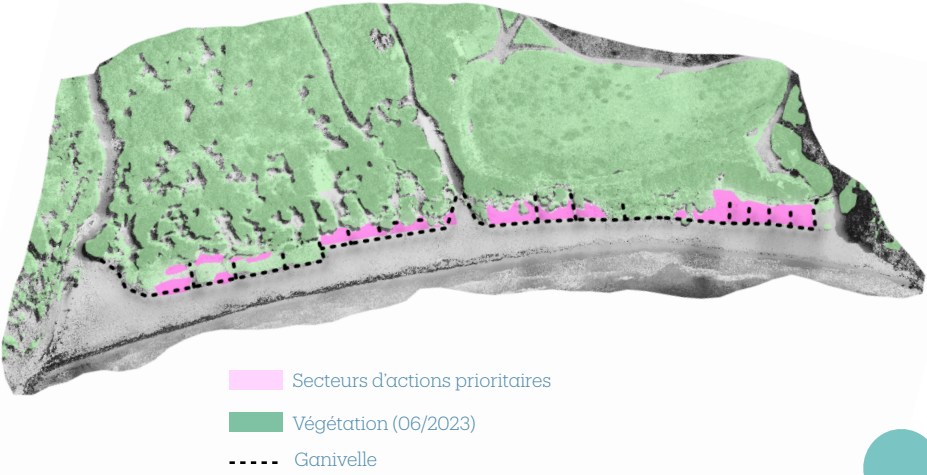 Secteurs d'actions prioritaires
Végétation (06/2023)
Ganivelle